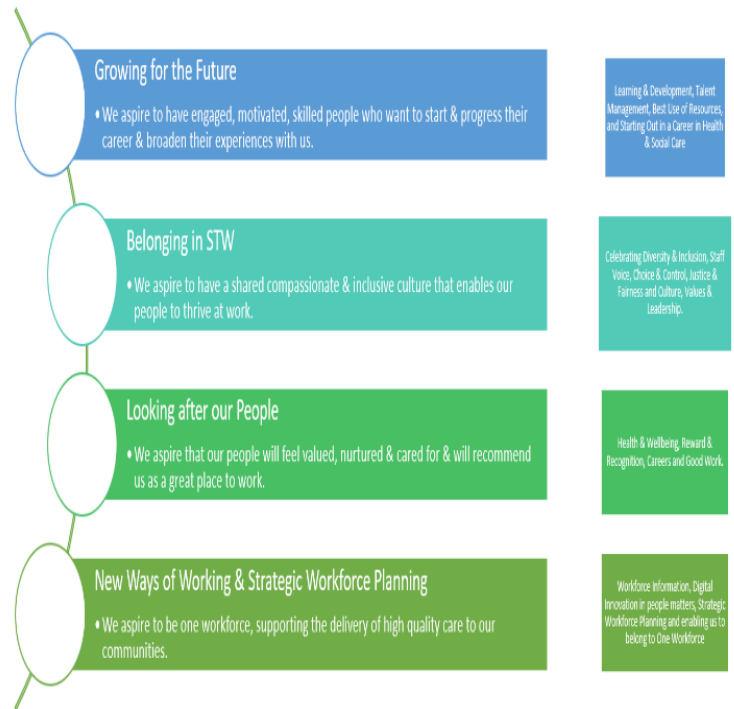 Growing for the Future
• We aspire to have engaged, motivated, skilled people who want to start & progress their
career & broaden their experiences with us.
Learning & Development, Talent
Management, Best Use of Resources,
and Starting Out in a Career in Health
& Social Care
Belonging in STW
• We aspire to have a shared compassionate & inclusive culture that enables our
people to thrive at work.
Celebrating Diversity & Inclusion, Staff
Voice, Choice & Control, Justice &
Fairness and Culture, Values &
Leadership.
Looking after our People
• We aspire that our people will feel valued, nurtured & cared for & will recommend
us as a great place to work.
Health & Wellbeing, Reward &
Recognition, Careers and Good Work.
New Ways of Working & Strategic Workforce Planning
• We aspire to be one workforce, supporting the delivery of high quality care to our
communities.
Workforce Information, Digital
Innovation in people matters, Strategic
Workforce Planning and enabling us to
belong to One Workforce